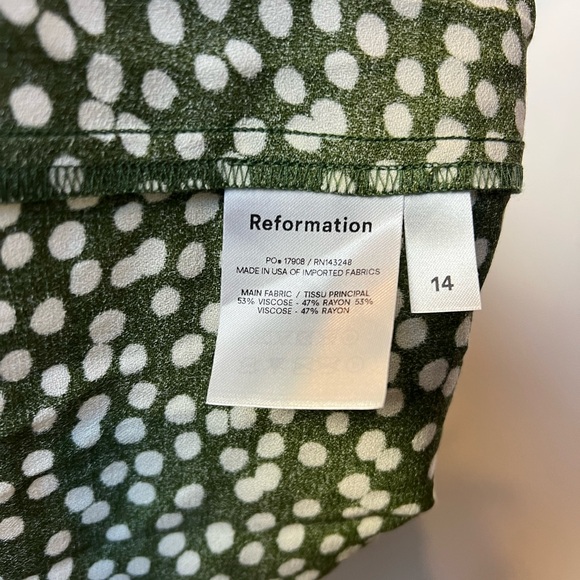 Reformation
PO# 17908 / RN143248
MADE IN USA OF IMPORTED FABRICS
MAIN FABRIC / TISSU PRINCIPAL
53% VISCOSE - 47% RAYON 53%
VISCOSE - 47% RAYON
14